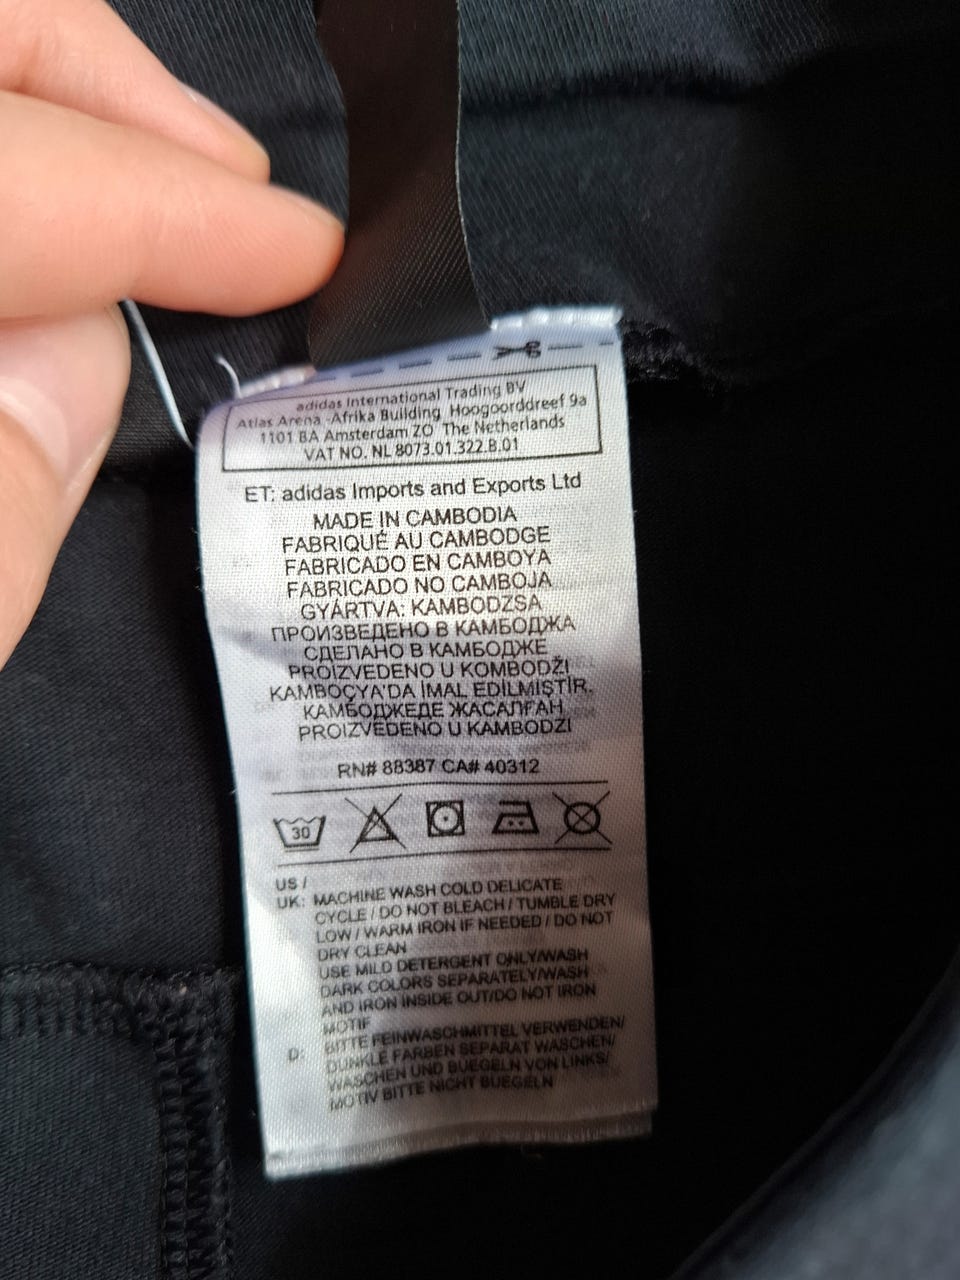 adidas International Trading BV
Atlas Arena -Afrika Building Hoogoorddreef 9a
1101 BA Amsterdam ZO The Netherlands
VAT NO. NL 8073.01.322.B.01
ET: adidas Imports and Exports Ltd
MADE IN CAMBODIA
FABRIQUÉ AU CAMBODGE
FABRICADO EN CAMBOYA
FABRICADO NO CAMBOJA
GYÁRTVA: KAMBODZSA
ПРОИЗВЕДЕНО В КАМБОДЖА
СДЕЛАНО В КАМБОДЖЕ
PROIZVEDENO U KOMBODŽI
KAMBOÇYA'DA İMAL EDİLMİŞTİR.
КАМБОДЖЕДЕ ЖАСАЛҒАН
PROIZVEDENO U KAMBODZI
RN# 88387 CA# 40312
30
US /
UK: MACHINE WASH COLD DELICATE
CYCLE / DO NOT BLEACH / TUMBLE DRY
LOW / WARM IRON IF NEEDED / DO NOT
DRY CLEAN
USE MILD DETERGENT ONLY/WASH
DARK COLORS SEPARATELY/WASH
AND IRON INSIDE OUT/DO NOT IRON
MOTIF
D: BITTE FEINWASCHMITTEL VERWENDEN/
DUNKLE FARBEN SEPARAT WASCHEN/
WASCHEN UND BUEGELN VON LINKS/
MOTIV BITTE NICHT BUEGELN